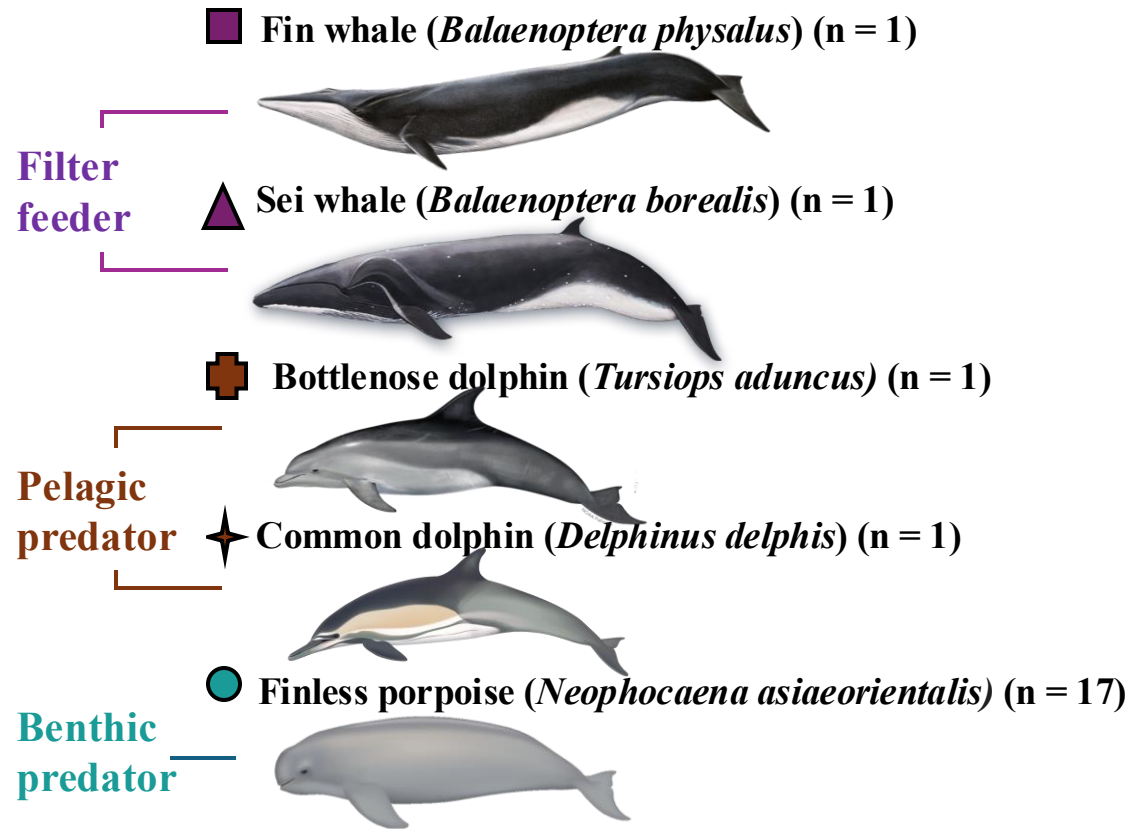 Fin whale (Balaenoptera physalus) (n = 1)
Filter
feeder
Sei whale (Balaenoptera borealis) (n = 1)
Bottlenose dolphin (Tursiops aduncus) (n = 1)
Pelagic
predator
Common dolphin (Delphinus delphis) (n = 1)
Finless porpoise (Neophocaena asiaeorientalis) (n = 17)
Benthic
predator